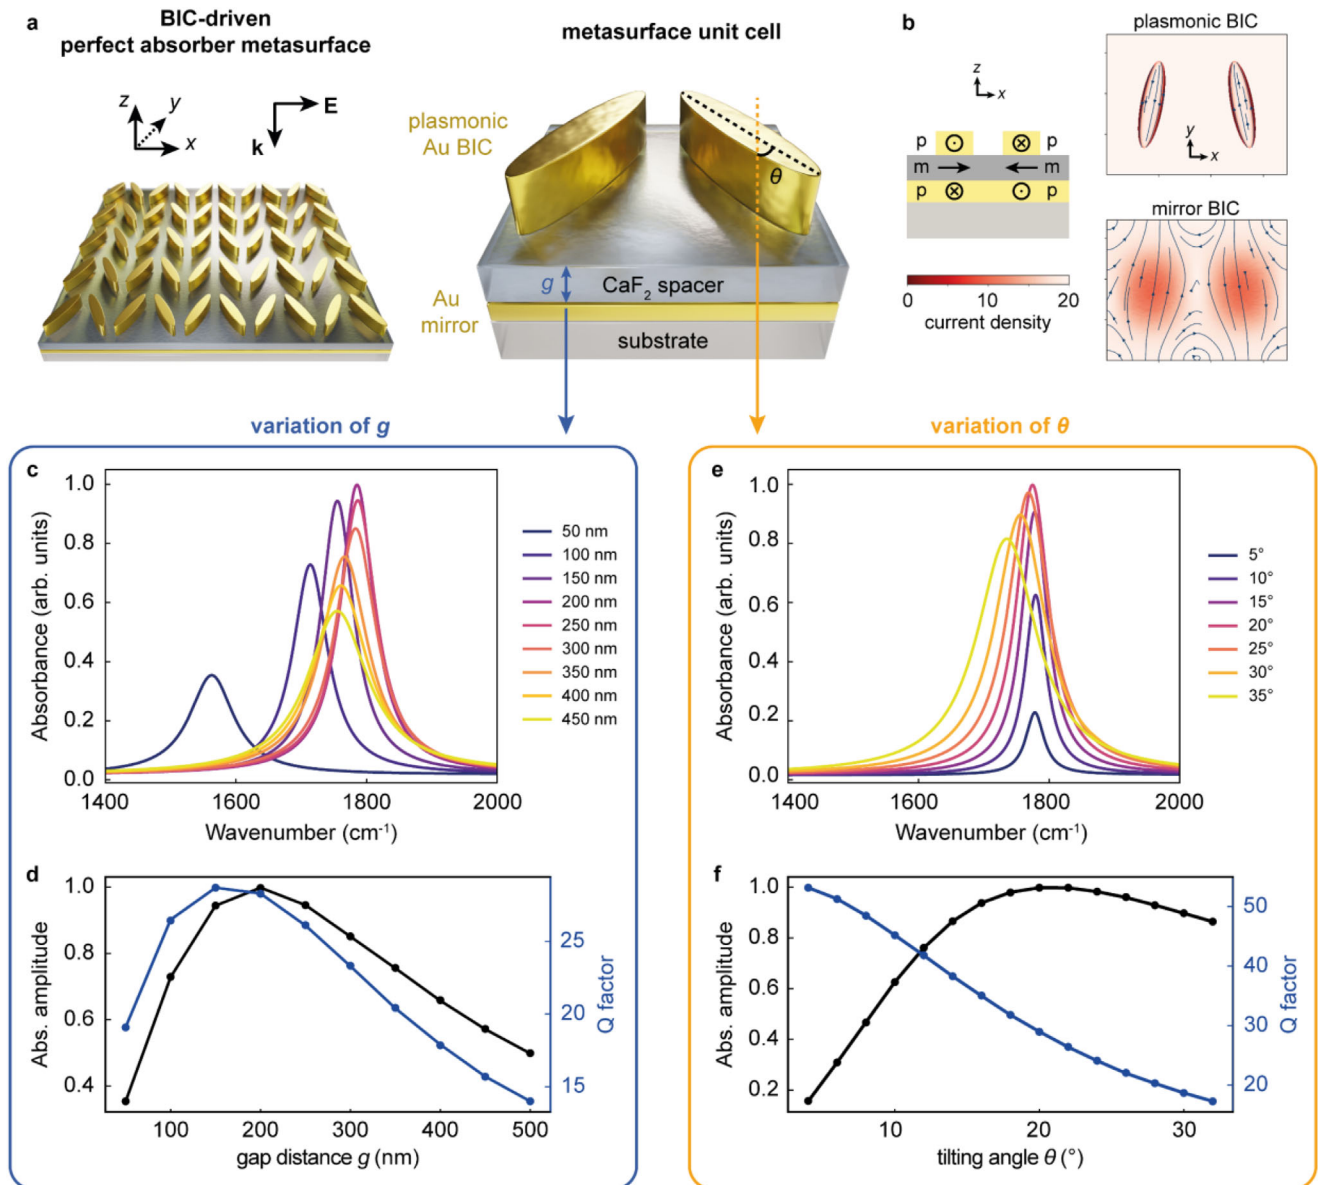 a
BIC-driven
perfect absorber metasurface
z
y
x
E
k
metasurface unit cell
plasmonic
Au BIC
θ
g
CaF2 spacer
Au
mirror
substrate
b
z
x
p
p
m
m
p
p
0 10 20
current density
plasmonic BIC
y
x
mirror BIC
variation of g
c
Absorbance (arb. units)
1.0
0.8
0.6
0.4
0.2
0.0
1400 1600 1800 2000
Wavenumber (cm-1)
50 nm
100 nm
150 nm
200 nm
250 nm
300 nm
350 nm
400 nm
450 nm
d
Abs. amplitude
1.0
0.8
0.6
0.4
25
20
15
Q factor
100 200 300 400 500
gap distance g (nm)
variation of θ
e
Absorbance (arb. units)
1.0
0.8
0.6
0.4
0.2
0.0
1400 1600 1800 2000
Wavenumber (cm-1)
5°
10°
15°
20°
25°
30°
35°
f
Abs. amplitude
1.0
0.8
0.6
0.4
0.2
50
40
30
20
Q factor
10 20 30
tilting angle θ (°)